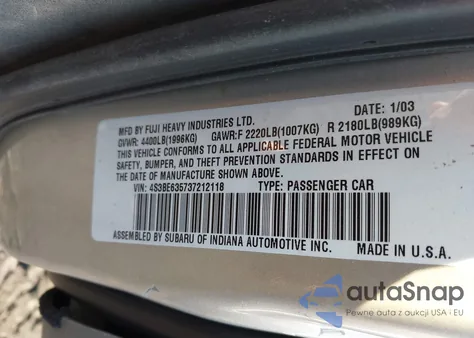 MFD. BY FUJI HEAVY INDUSTRIES LTD. DATE: 1/03
GVWR: 4400LB(1996KG) GAWR:F 2220LB(1007KG) R 2180LB(989KG)
THIS VEHICLE CONFORMS TO ALL APPLICABLE FEDERAL MOTOR VEHICLE
SAFETY, BUMPER, AND THEFT PREVENTION STANDARDS IN EFFECT ON
THE DATE OF MANUFACTURE SHOWN ABOVE.
VIN: 4S3BE635737212118 TYPE: PASSENGER CAR
ASSEMBLED BY SUBARU OF INDIANA AUTOMOTIVE INC. MADE IN U.S.A.
autoSnap
Pewne auta z aukcji USA i EU